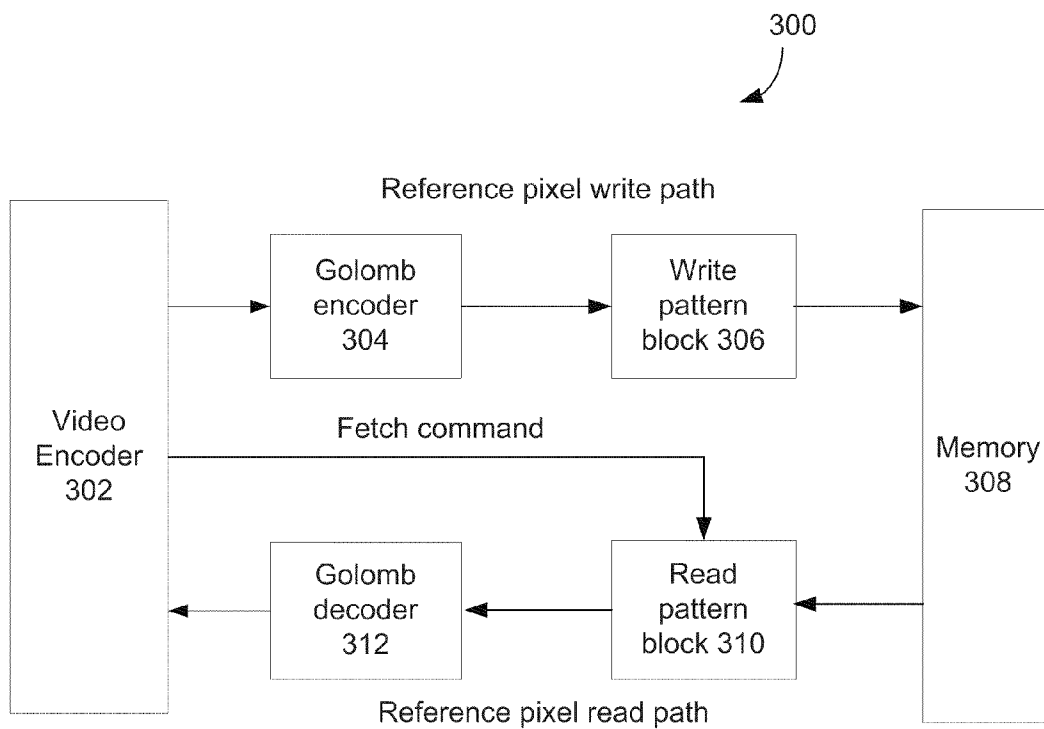 300
Reference pixel write path
Golomb
encoder
304
Write
pattern
block 306
Video
Encoder
302
Fetch command
Memory
308
Golomb
decoder
312
Read
pattern
block 310
Reference pixel read path